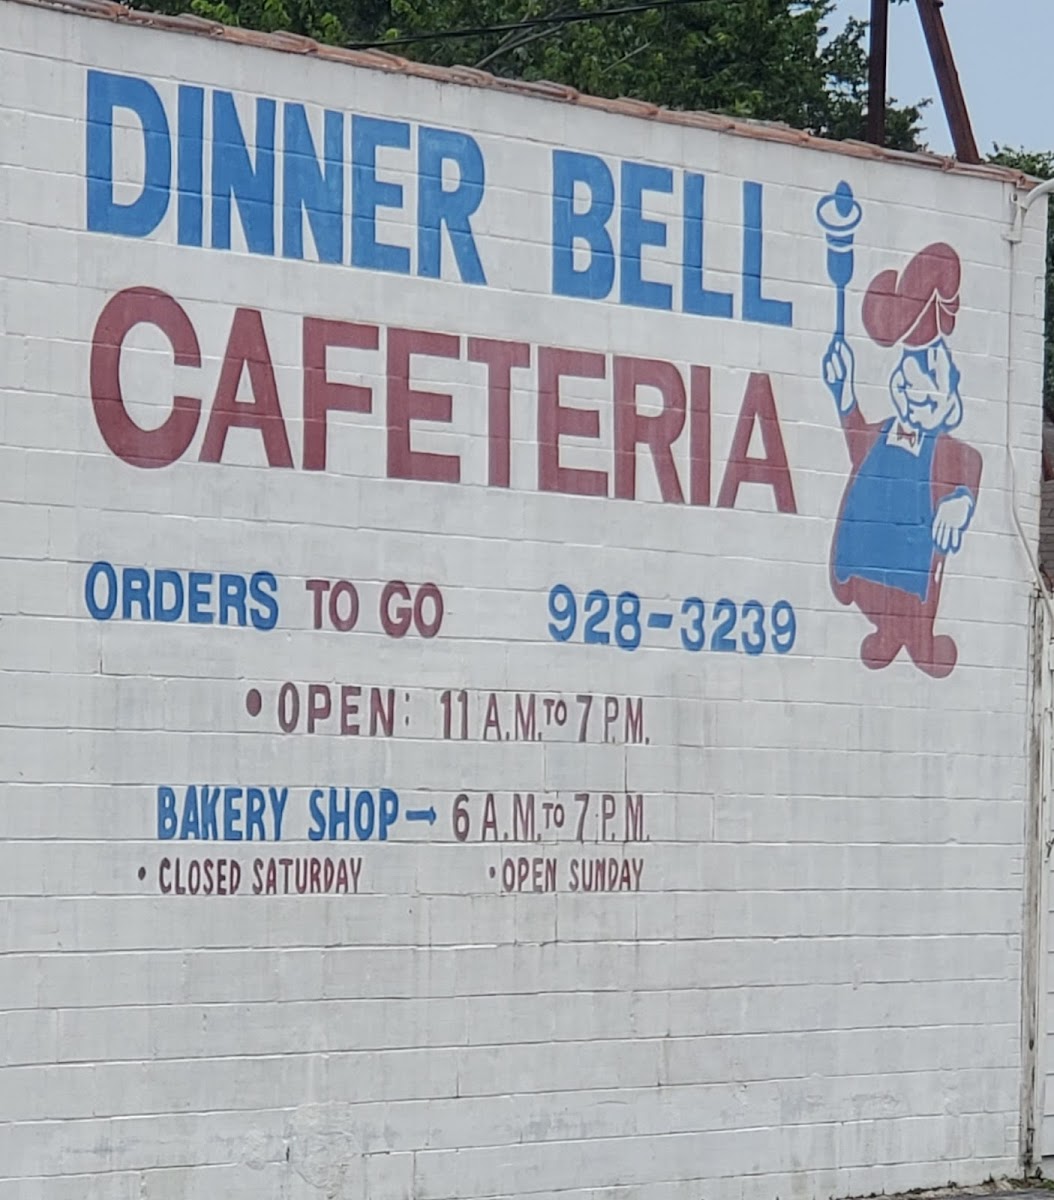 DINNER BELL
CAFETERIA
ORDERS TO GO 928-3239
• OPEN: 11 A.M. TO 7 P.M.
BAKERY SHOP→ 6 A.M. TO 7 P.M.
• CLOSED SATURDAY • OPEN SUNDAY